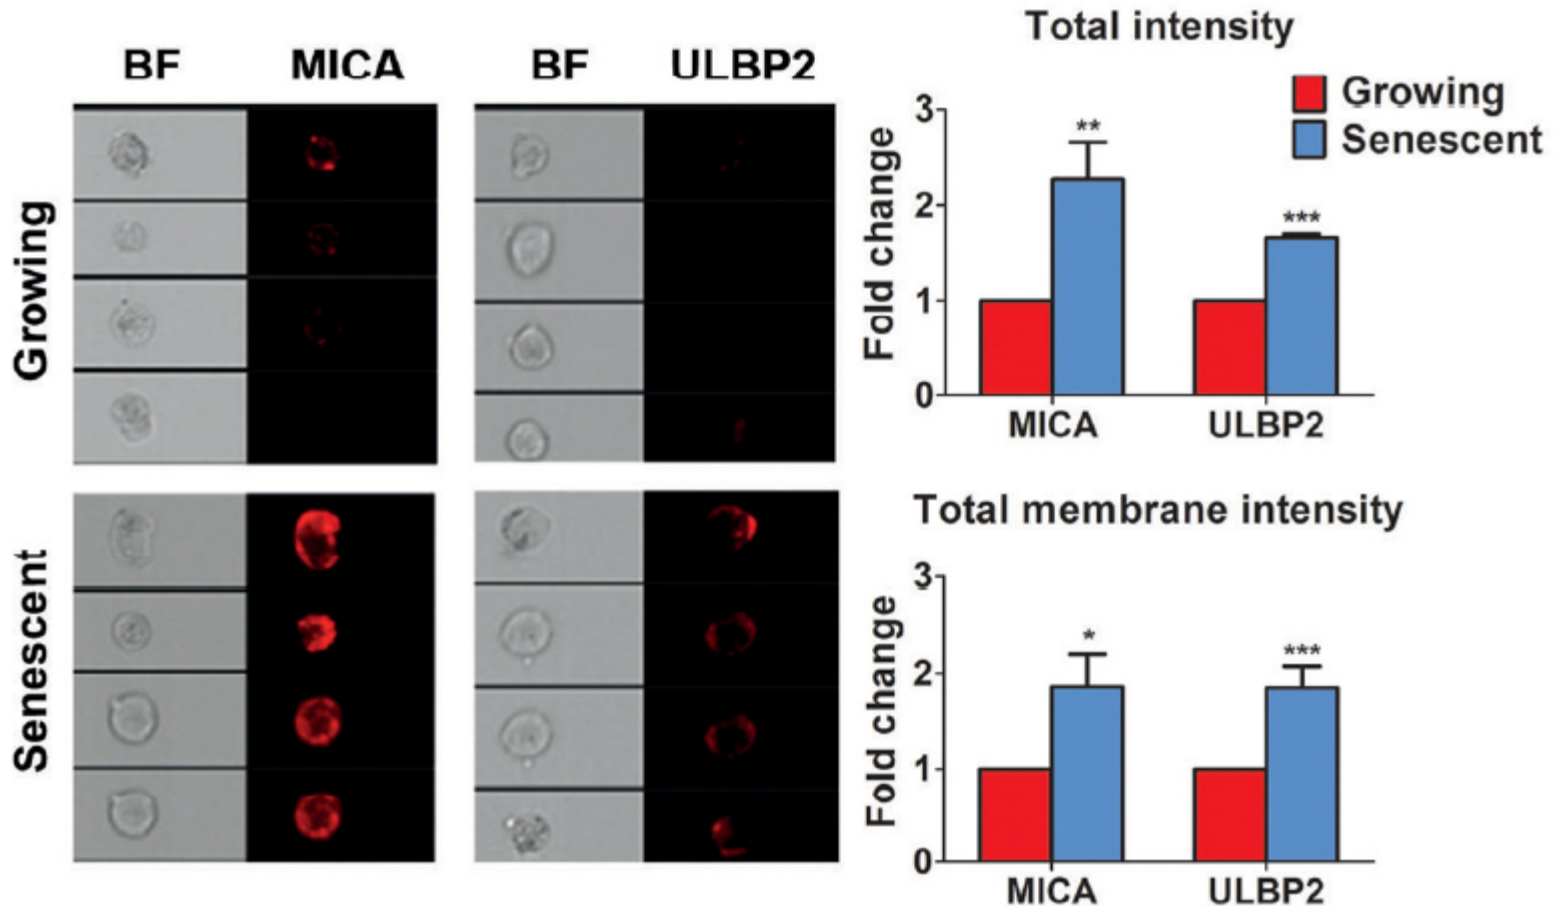 BF MICA BF ULBP2
Growing
Senescent
Total intensity
Growing
Senescent
Fold change
3
2
1
0
**
***
MICA ULBP2
Total membrane intensity
Fold change
3
2
1
0
*
***
MICA ULBP2